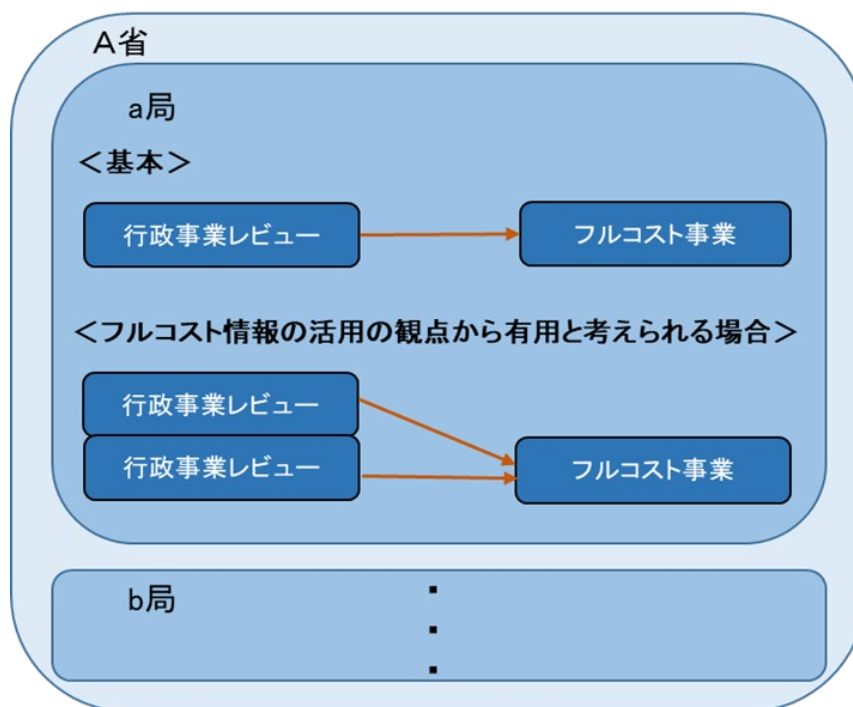 A省
a局
＜基本＞
行政事業レビュー
フルコスト事業
＜フルコスト情報の活用の観点から有用と考えられる場合＞
行政事業レビュー
行政事業レビュー
フルコスト事業
b局